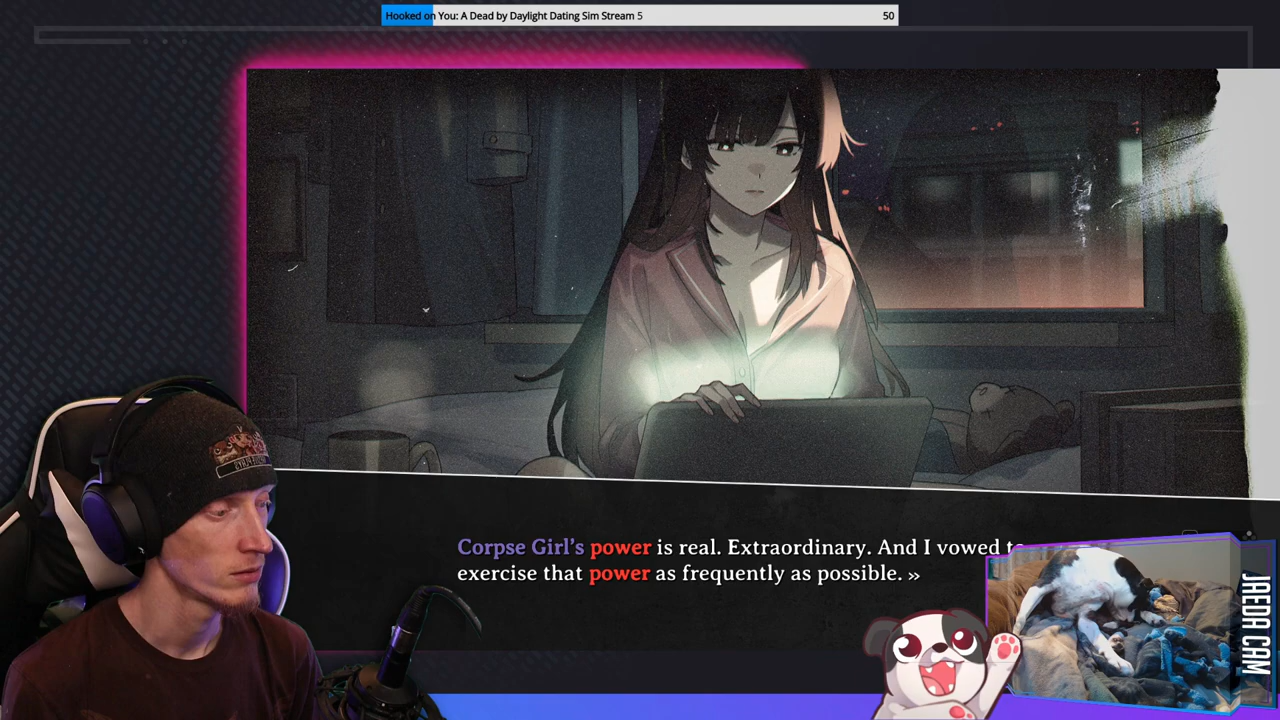 Hooked on You: A Dead by Daylight Dating Sim Stream 5 50
Corpse Girl's power is real. Extraordinary. And I vowed to
exercise that power as frequently as possible. »
JAEDA CAM